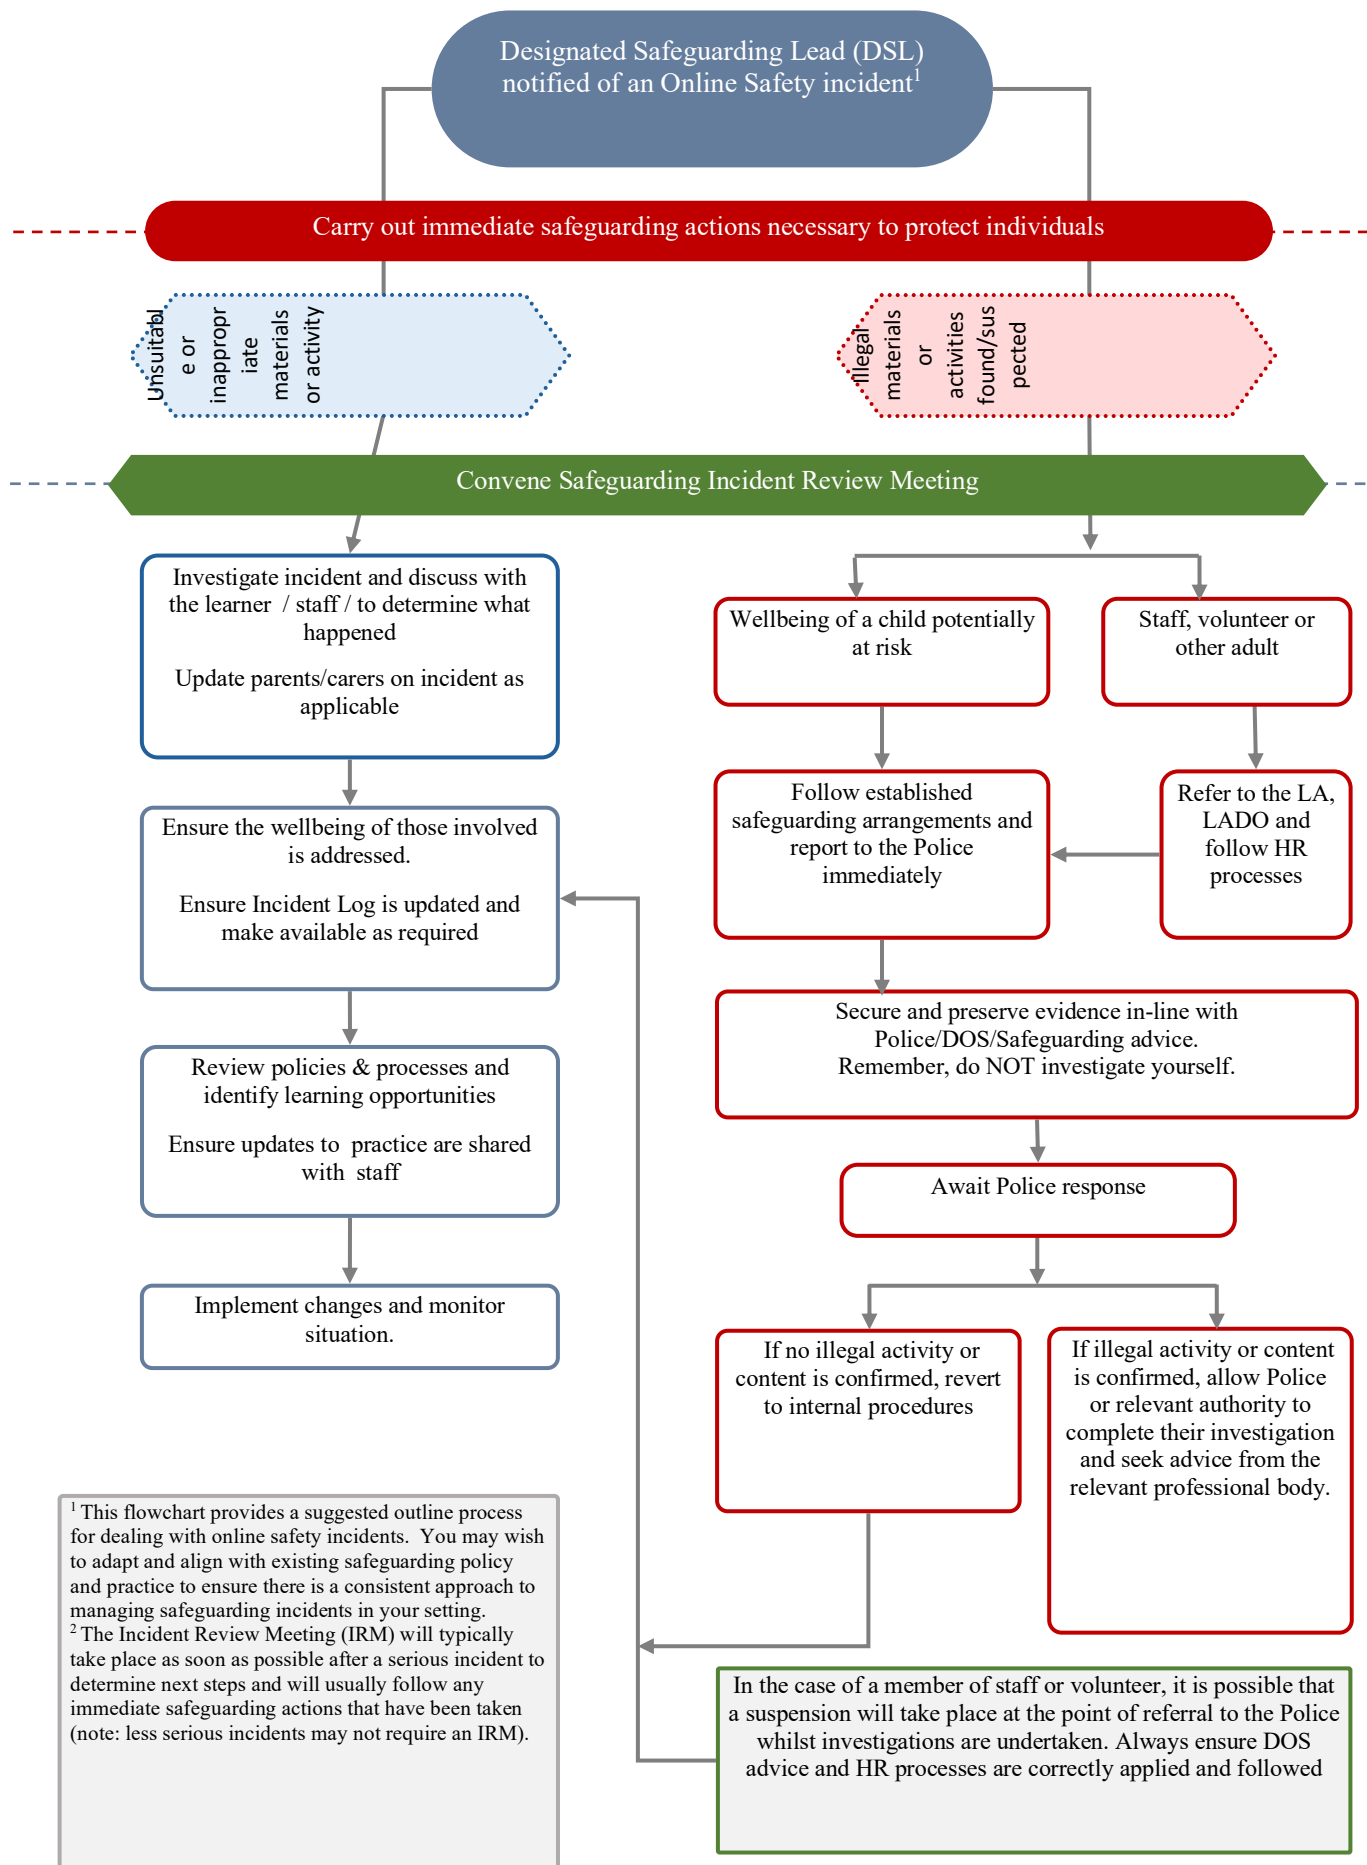 Designated Safeguarding Lead (DSL)
notified of an Online Safety incident1
Carry out immediate safeguarding actions necessary to protect individuals
Unsuitabl
e or
inappropr
iate
materials
or activity
Illegal
materials
or
activities
found/sus
pected
Convene Safeguarding Incident Review Meeting
Investigate incident and discuss with
the learner / staff / to determine what
happened
Update parents/carers on incident as
applicable
Ensure the wellbeing of those involved
is addressed.
Ensure Incident Log is updated and
make available as required
Review policies & processes and
identify learning opportunities
Ensure updates to practice are shared
with staff
Implement changes and monitor
situation.
Wellbeing of a child potentially
at risk
Staff, volunteer or
other adult
Follow established
safeguarding arrangements and
report to the Police
immediately
Refer to the LA,
LADO and
follow HR
processes
Secure and preserve evidence in-line with
Police/DOS/Safeguarding advice.
Remember, do NOT investigate yourself.
Await Police response
If no illegal activity or
content is confirmed, revert
to internal procedures
If illegal activity or content
is confirmed, allow Police
or relevant authority to
complete their investigation
and seek advice from the
relevant professional body.
1 This flowchart provides a suggested outline process
for dealing with online safety incidents. You may wish
to adapt and align with existing safeguarding policy
and practice to ensure there is a consistent approach to
managing safeguarding incidents in your setting.
2 The Incident Review Meeting (IRM) will typically
take place as soon as possible after a serious incident to
determine next steps and will usually follow any
immediate safeguarding actions that have been taken
(note: less serious incidents may not require an IRM).
In the case of a member of staff or volunteer, it is possible that
a suspension will take place at the point of referral to the Police
whilst investigations are undertaken. Always ensure DOS
advice and HR processes are correctly applied and followed